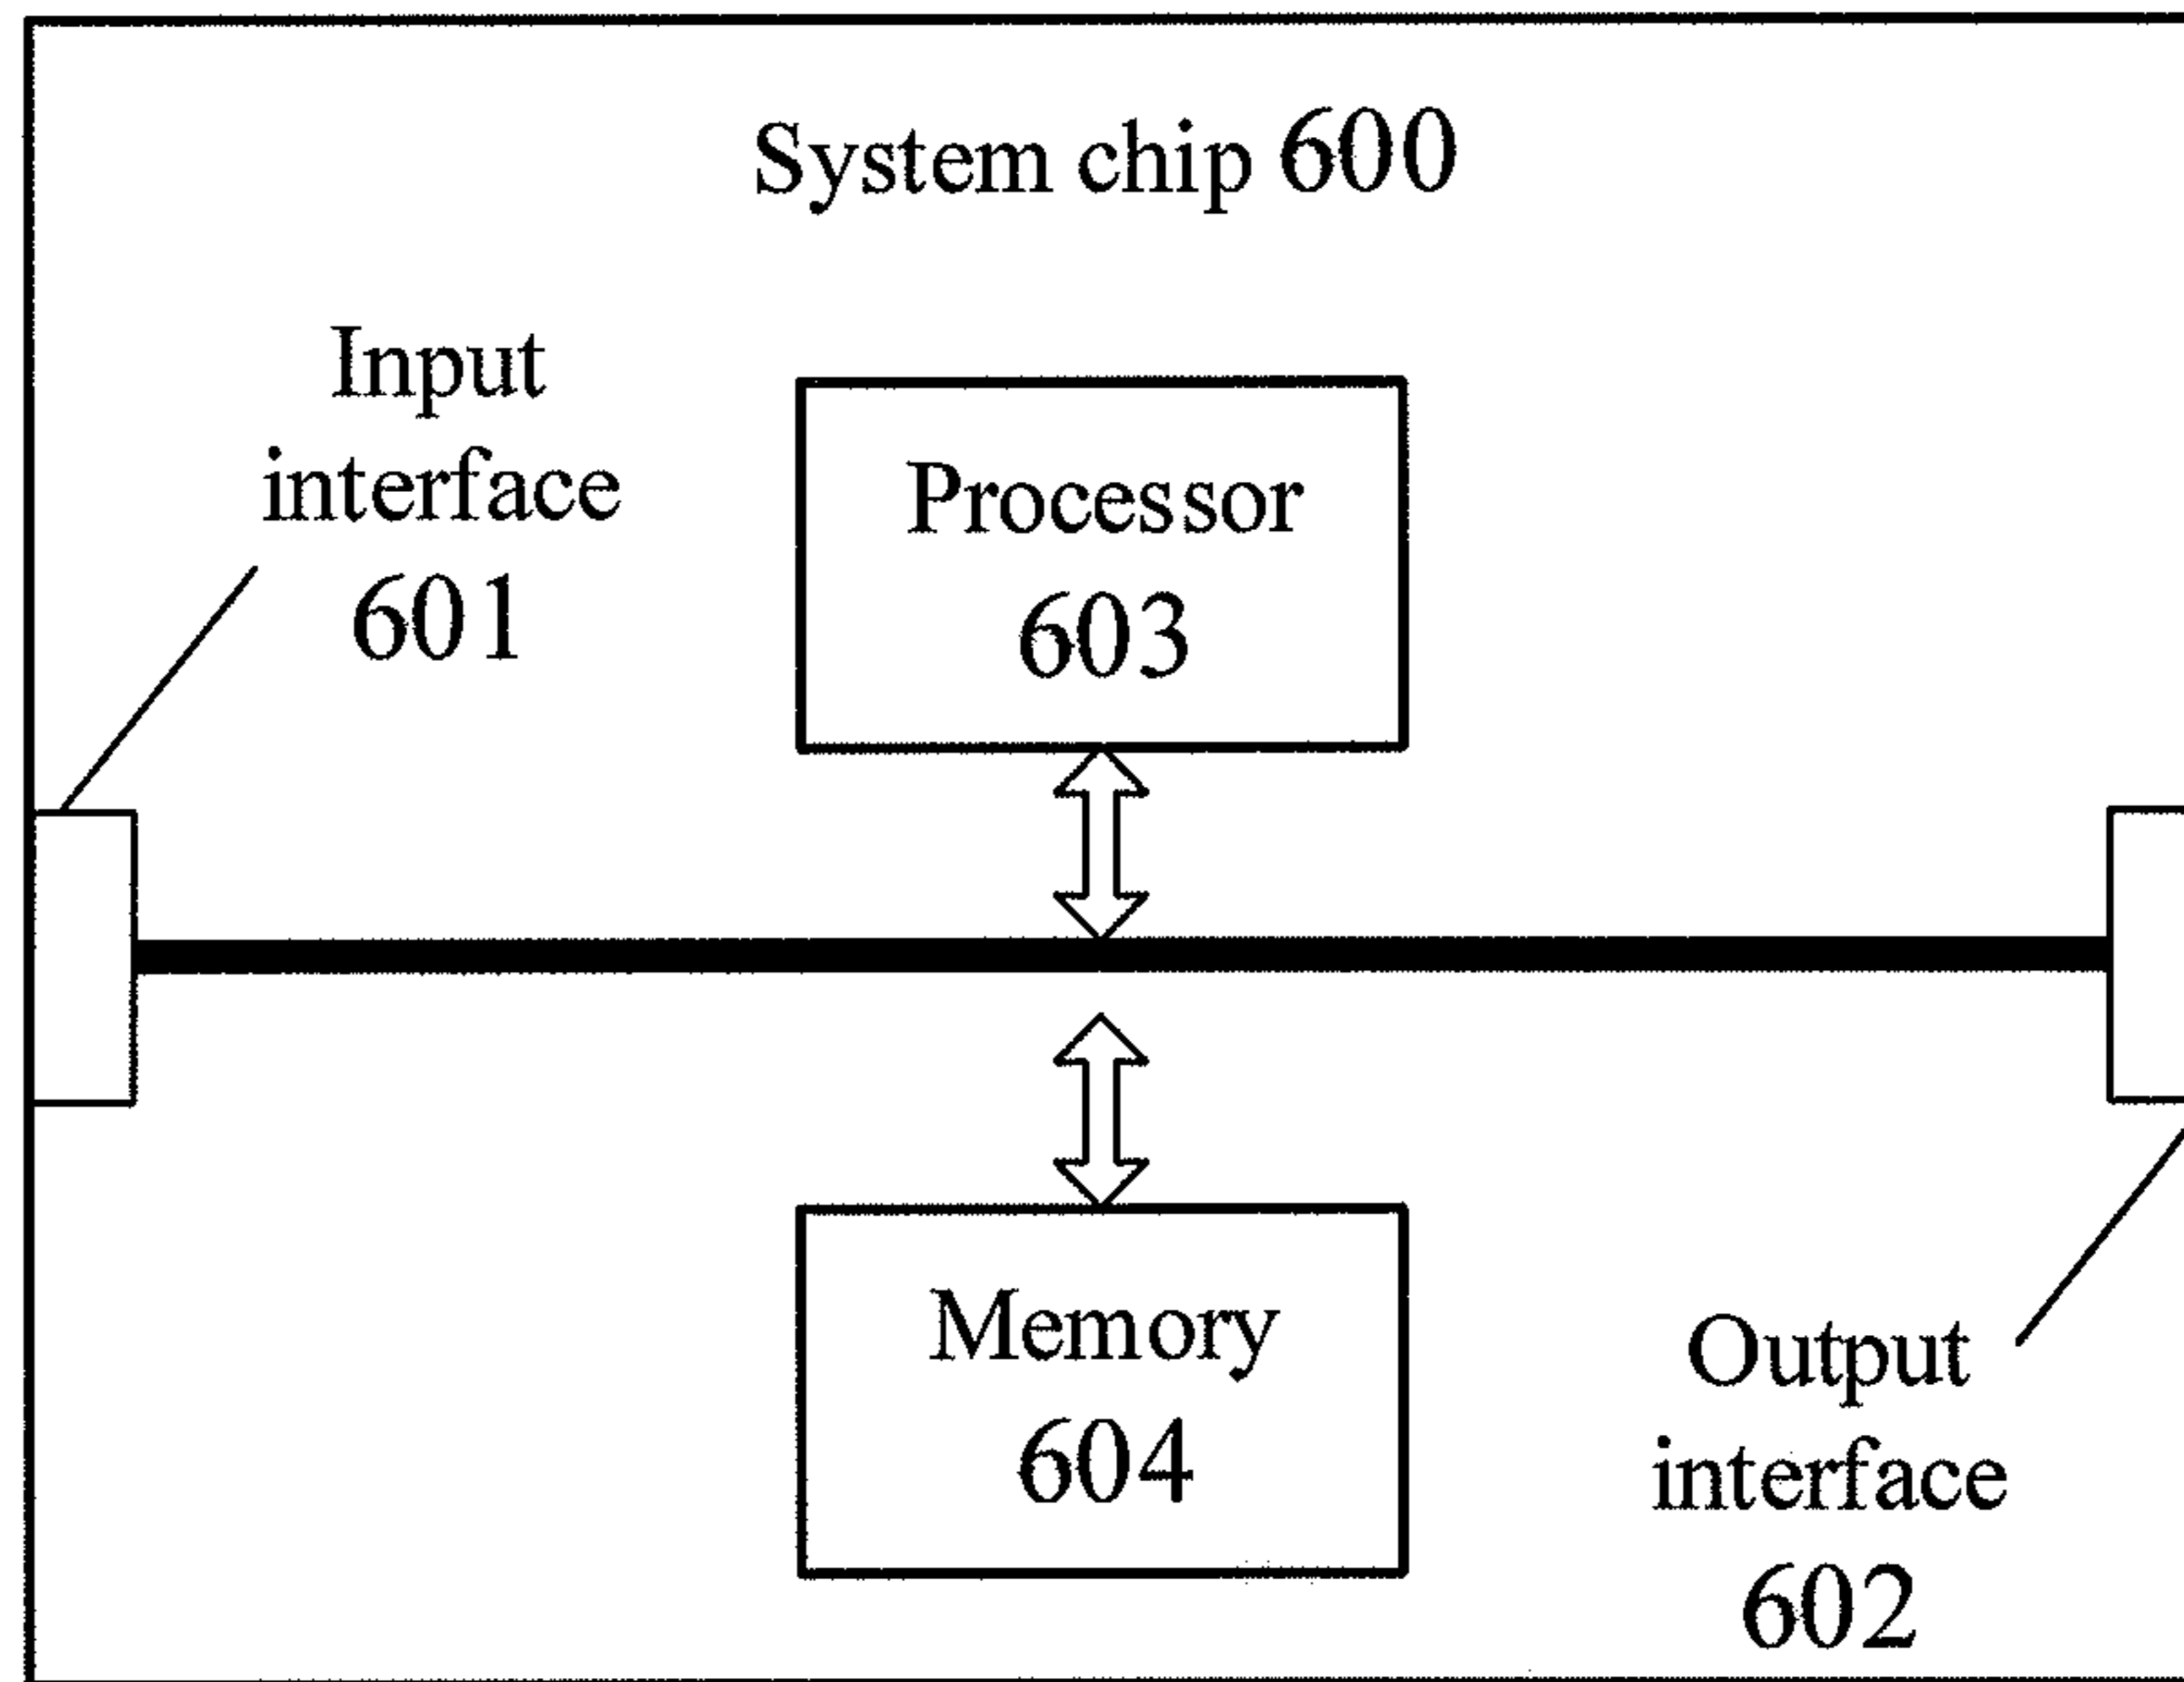 System chip 600
Input
interface
601
Processor
603
Memory
604
Output
interface
602